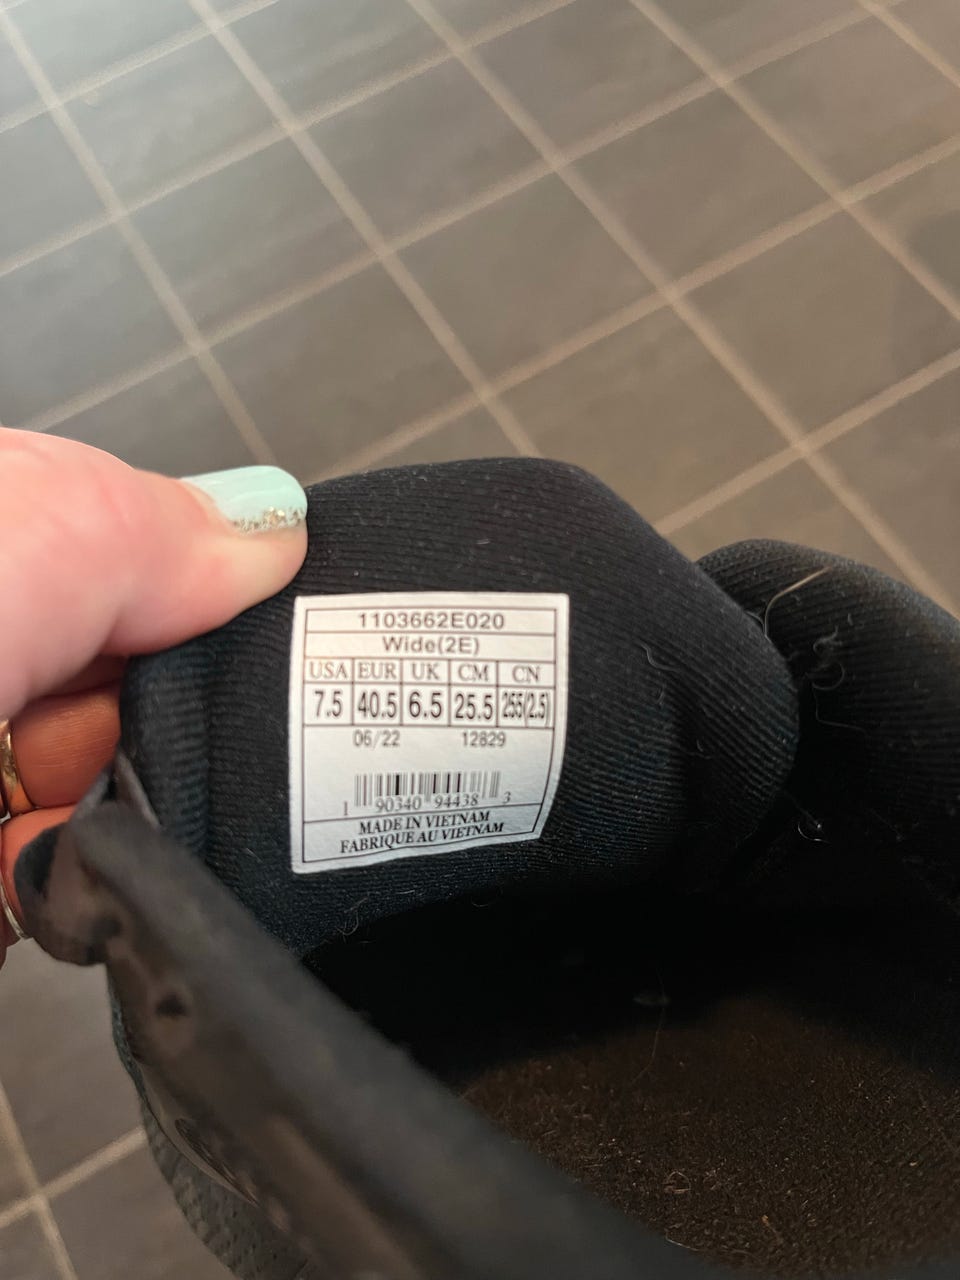 1103662E020
Wide(2E)
USA EUR UK CM CN
7.5 40.5 6.5 25.5 255(2.5)
06/22 12829
1 90340 94438 3
MADE IN VIETNAM
FABRIQUE AU VIETNAM